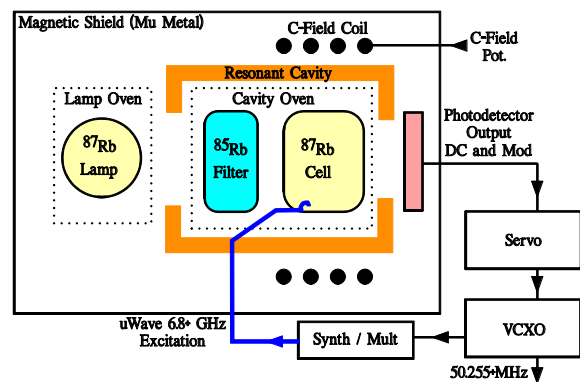 Magnetic Shield (Mu Metal)
C-Field Coil
C-Field
Pot.
Resonant Cavity
Lamp Oven
Cavity Oven
87Rb
Lamp
85Rb
Filter
87Rb
Cell
Photodetector
Output
DC and Mod
Servo
uWave 6.8+ GHz
Excitation
Synth / Mult
VCXO
50.255+MHz